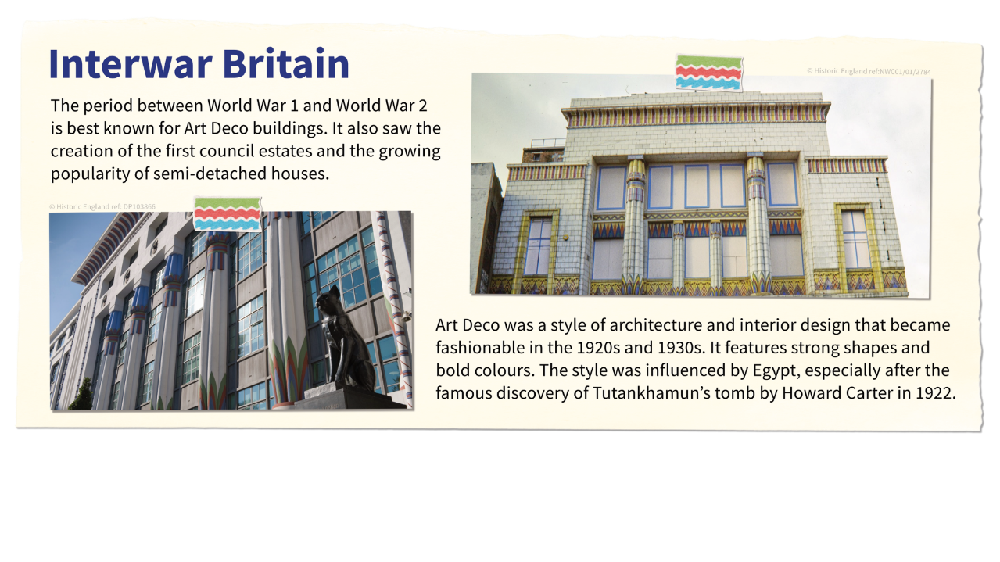 Interwar Britain
The period between World War 1 and World War 2
is best known for Art Deco buildings. It also saw the
creation of the first council estates and the growing
popularity of semi-detached houses.
© Historic England ref: DP103866
© Historic England ref:NWC01/01/2784
Art Deco was a style of architecture and interior design that became
fashionable in the 1920s and 1930s. It features strong shapes and
bold colours. The style was influenced by Egypt, especially after the
famous discovery of Tutankhamun’s tomb by Howard Carter in 1922.